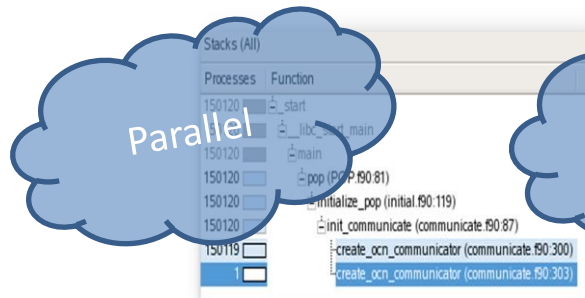 Stacks (All)
Processes Function
150120 _start
150120 __libc_start_main
150120 main
150120 pop (POP.f90:81)
150120 initialize_pop (initial.f90:119)
150120 init_communicate (communicate.f90:87)
150119 create_ocn_communicator (communicate.f90:300)
1 create_ocn_communicator (communicate.f90:303)
Parallel